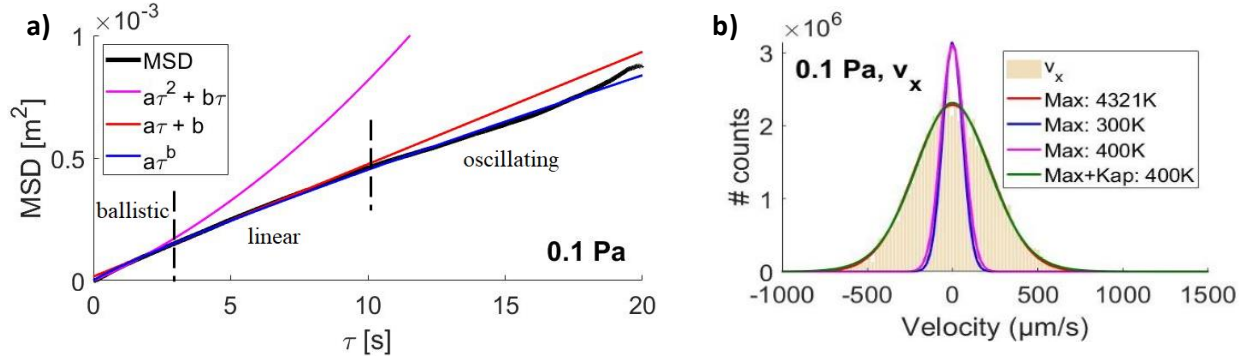 a)
×10⁻³
1
0.5
0
MSD [m²]
MSD
aτ² + bτ
aτ + b
aτᵇ
ballistic
linear
oscillating
0.1 Pa
0 5 10 15 20
τ [s]
b)
×10⁶
3
2
1
0
# counts
0.1 Pa, vₓ
vₓ
Max: 4321K
Max: 300K
Max: 400K
Max+Kap: 400K
-1000 -500 0 500 1000 1500
Velocity (μm/s)